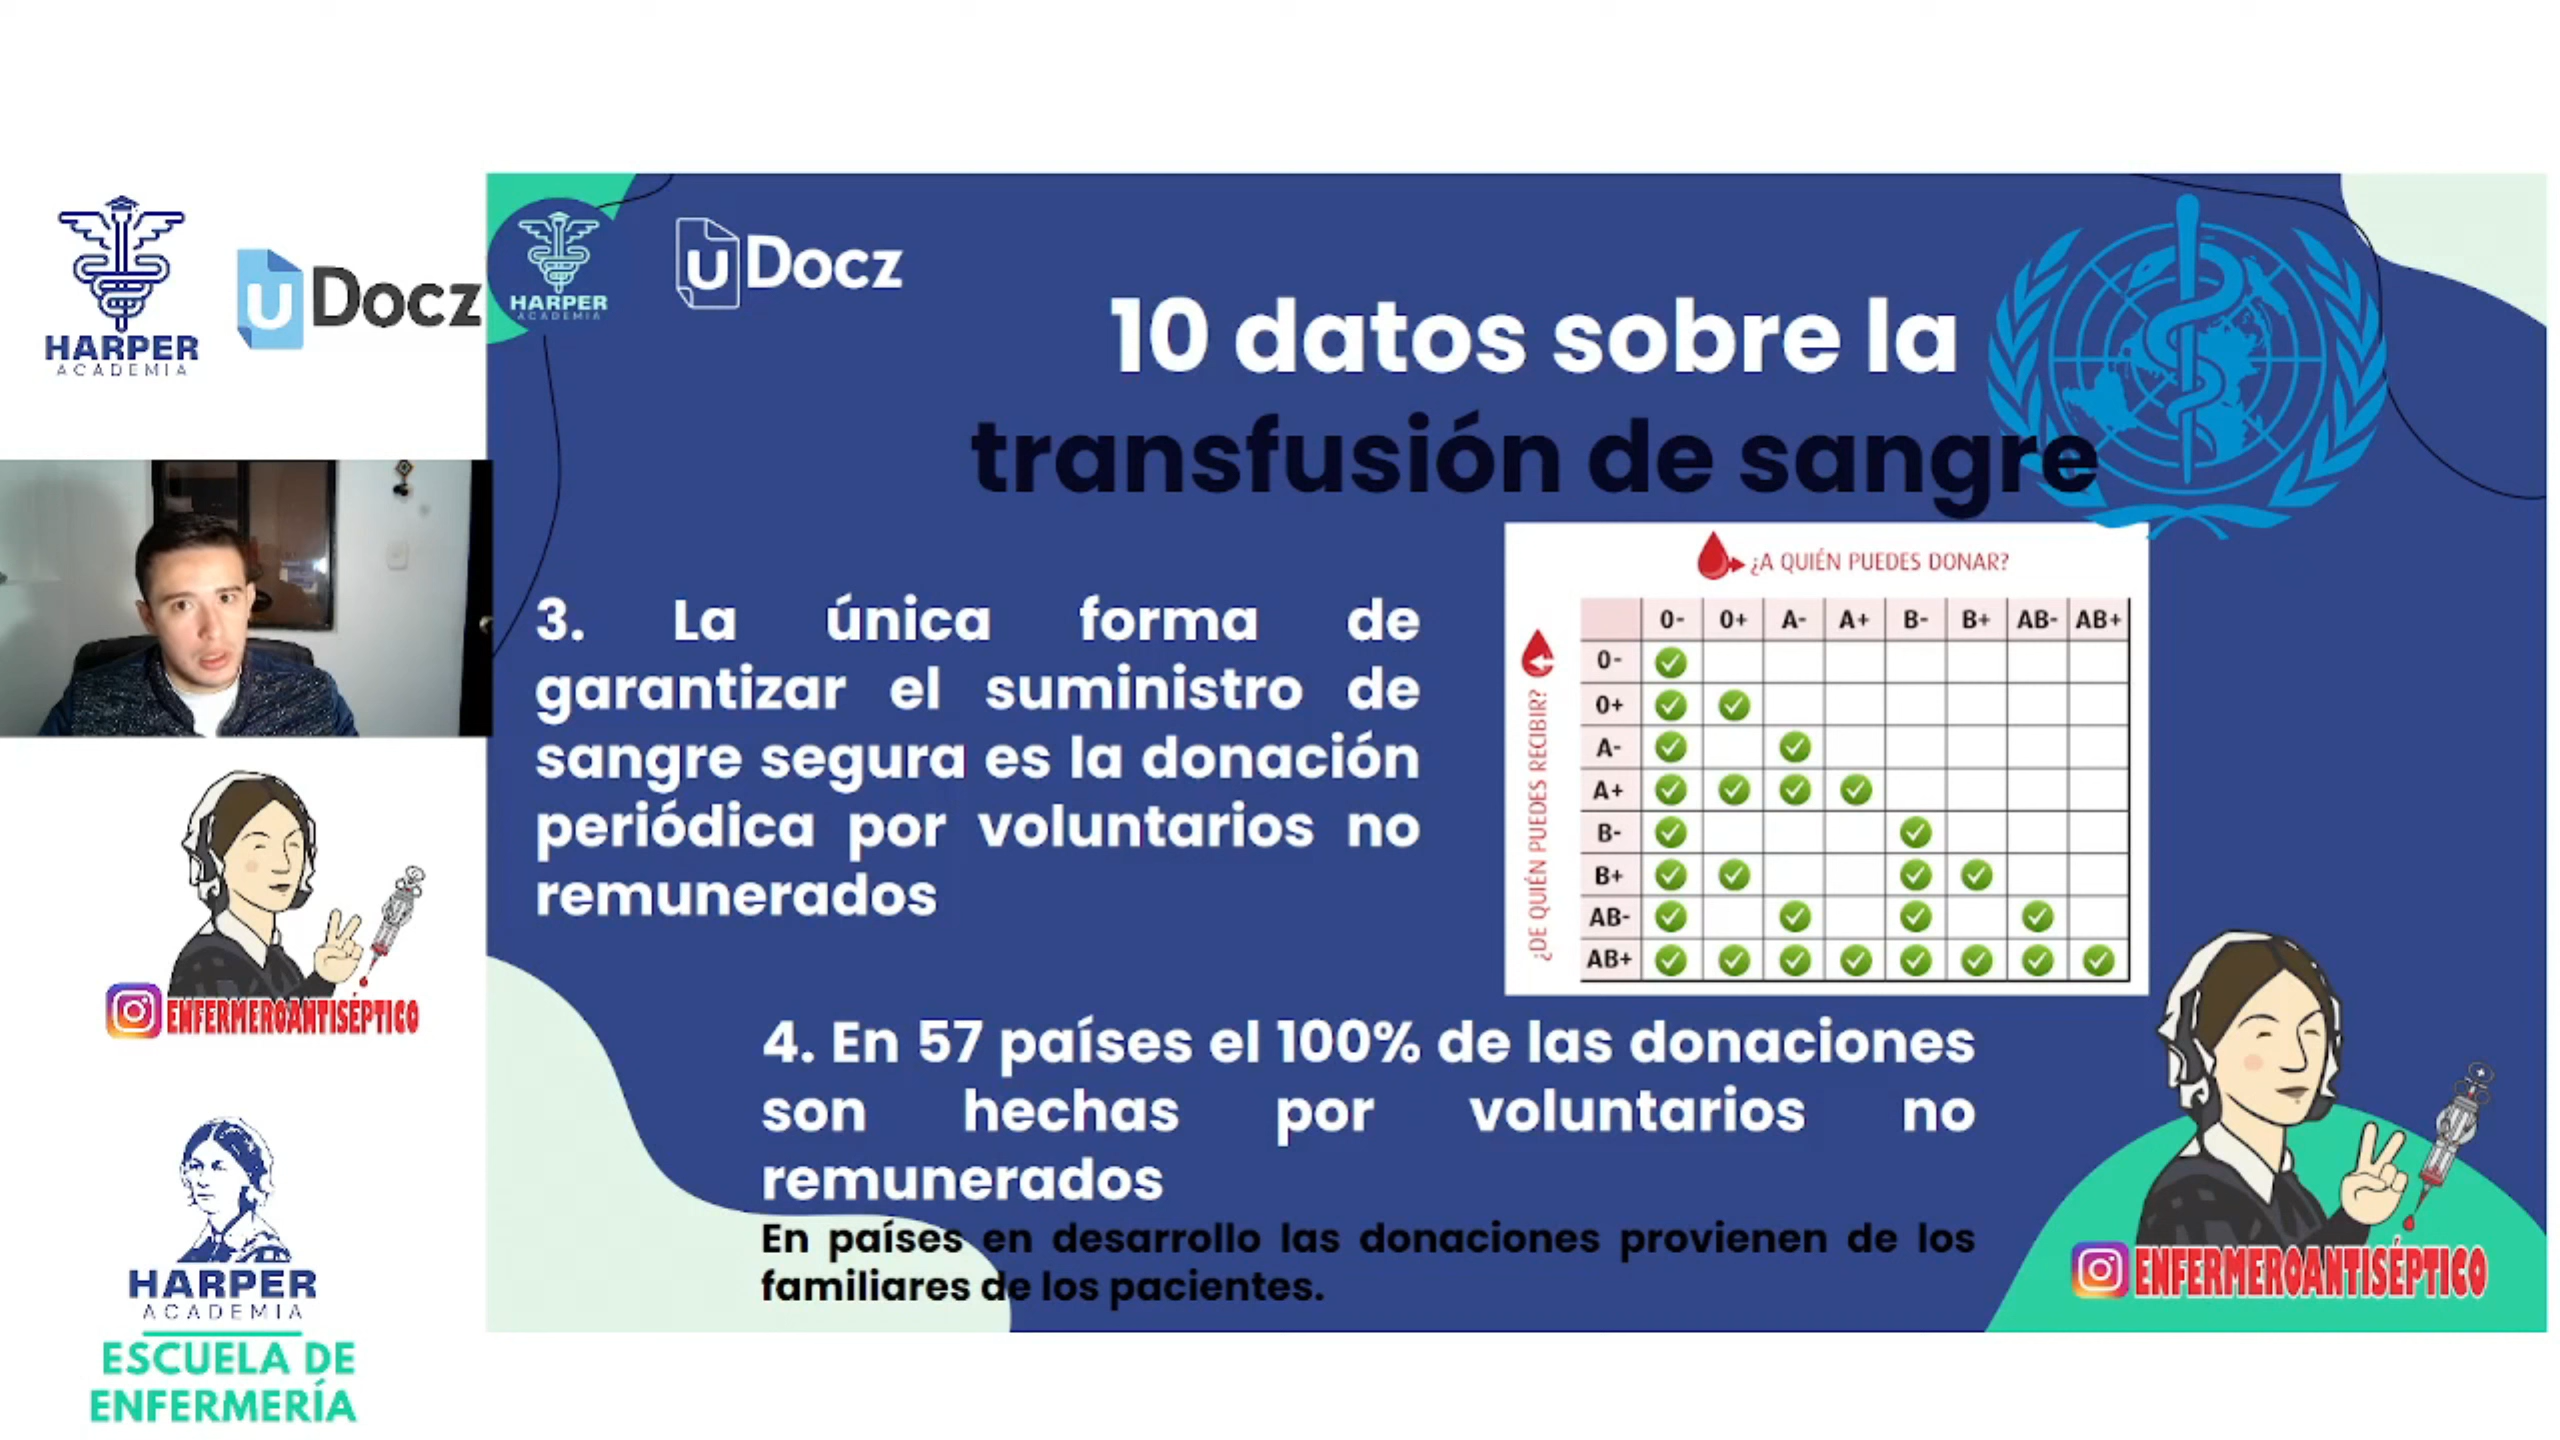 HARPER
ACADEMIA
uDocz
HARPER
ACADEMIA
uDocz
10 datos sobre la
transfusión de sangre
3. La única forma de
garantizar el suministro de
sangre segura es la donación
periódica por voluntarios no
remunerados
¿A QUIÉN PUEDES DONAR?
¿DE QUIÉN PUEDES RECIBIR?
0- 0+ A- A+ B- B+ AB- AB+
0-
0+
A-
A+
B-
B+
AB-
AB+
4. En 57 países el 100% de las donaciones
son hechas por voluntarios no
remunerados
En países en desarrollo las donaciones provienen de los
familiares de los pacientes.
ENFERMEROANTISÉPTICO
ENFERMEROANTISÉPTICO
HARPER
ACADEMIA
ESCUELA DE
ENFERMERÍA